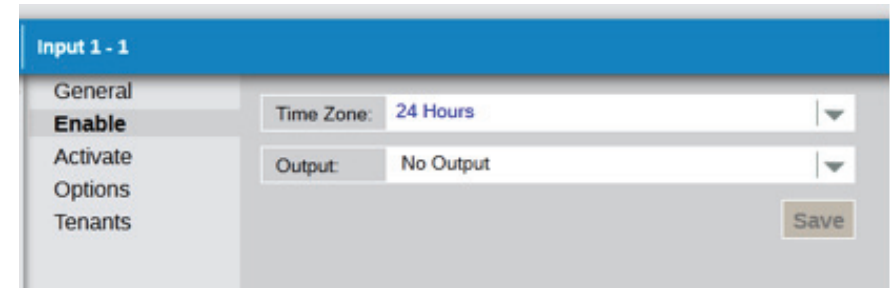 Input 1 - 1
General
Enable
Activate
Options
Tenants
Time Zone: 24 Hours
Output: No Output
Save